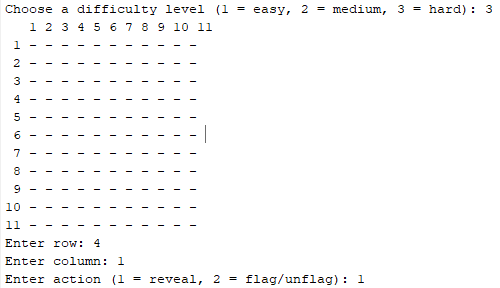 Choose a difficulty level (1 = easy, 2 = medium, 3 = hard): 3
   1 2 3 4 5 6 7 8 9 10 11
 1 - - - - - - - - - - -
 2 - - - - - - - - - - -
 3 - - - - - - - - - - -
 4 - - - - - - - - - - -
 5 - - - - - - - - - - -
 6 - - - - - - - - - - -
 7 - - - - - - - - - - -
 8 - - - - - - - - - - -
 9 - - - - - - - - - - -
10 - - - - - - - - - - -
11 - - - - - - - - - - -
Enter row: 4
Enter column: 1
Enter action (1 = reveal, 2 = flag/unflag): 1